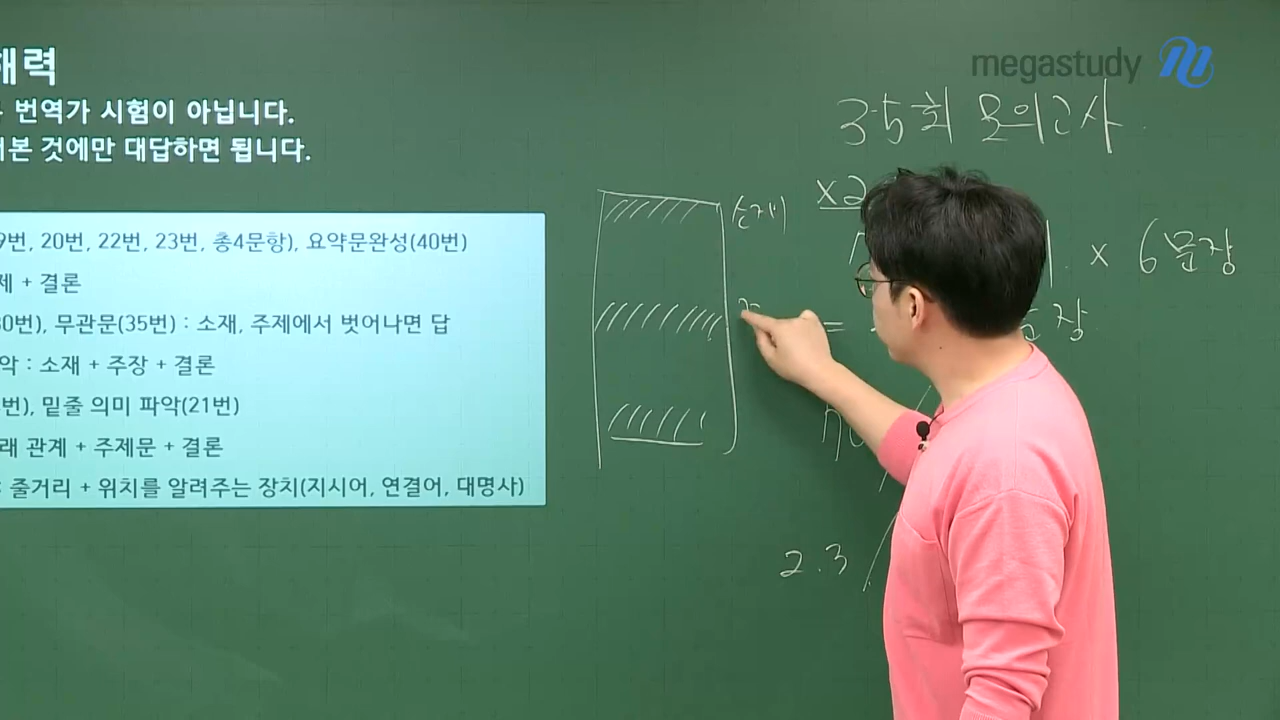 해력
번역가 시험이 아닙니다.
것에만 대답하면 됩니다.
9번, 20번, 22번, 23번, 총4문항), 요약문완성(40번)
제 + 결론
30번), 무관문(35번) : 소재, 주제에서 벗어나면 답
악 : 소재 + 주장 + 결론
번), 밑줄 의미 파악(21번)
래 관계 + 주제문 + 결론
줄거리 + 위치를 알려주는 장치(지시어, 연결어, 대명사)
소재
megastudy
35회 모의고사
×2
× 6문장
=
2.3